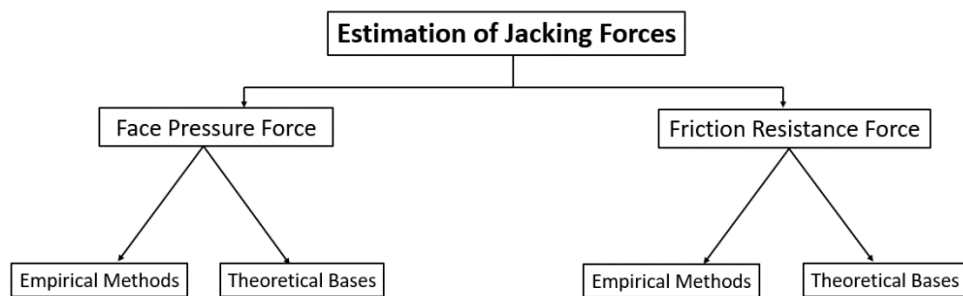 Estimation of Jacking Forces
Face Pressure Force
Friction Resistance Force
Empirical Methods
Theoretical Bases
Empirical Methods
Theoretical Bases